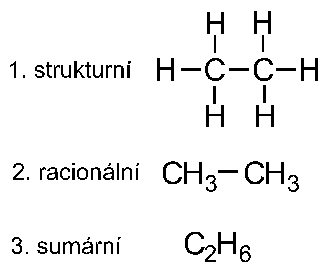 H H
1. strukturní H—C—C—H
H H
2. racionální CH₃—CH₃
3. sumární C₂H₆